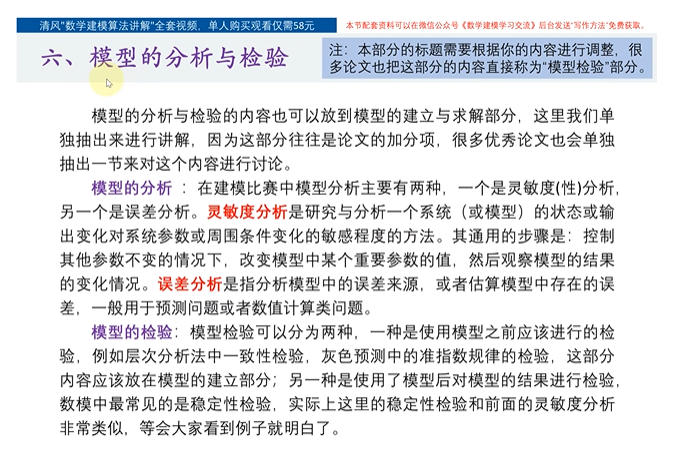 清风"数学建模算法讲解"全套视频，单人购买观看仅需58元
本节配套资料可以在微信公众号《数学建模学习交流》后台发送"写作方法"免费获取。
六、模型的分析与检验
注：本部分的标题需要根据你的内容进行调整，很
多论文也把这部分的内容直接称为"模型检验"部分。
模型的分析与检验的内容也可以放到模型的建立与求解部分，这里我们单
独抽出来进行讲解，因为这部分往往是论文的加分项，很多优秀论文也会单独
抽出一节来对这个内容进行讨论。
模型的分析 ：在建模比赛中模型分析主要有两种，一个是灵敏度(性)分析，
另一个是误差分析。灵敏度分析是研究与分析一个系统（或模型）的状态或输
出变化对系统参数或周围条件变化的敏感程度的方法。其通用的步骤是：控制
其他参数不变的情况下，改变模型中某个重要参数的值，然后观察模型的结果
的变化情况。误差分析是指分析模型中的误差来源，或者估算模型中存在的误
差，一般用于预测问题或者数值计算类问题。
模型的检验：模型检验可以分为两种，一种是使用模型之前应该进行的检
验，例如层次分析法中一致性检验，灰色预测中的准指数规律的检验，这部分
内容应该放在模型的建立部分；另一种是使用了模型后对模型的结果进行检验，
数模中最常见的是稳定性检验，实际上这里的稳定性检验和前面的灵敏度分析
非常类似，等会大家看到例子就明白了。